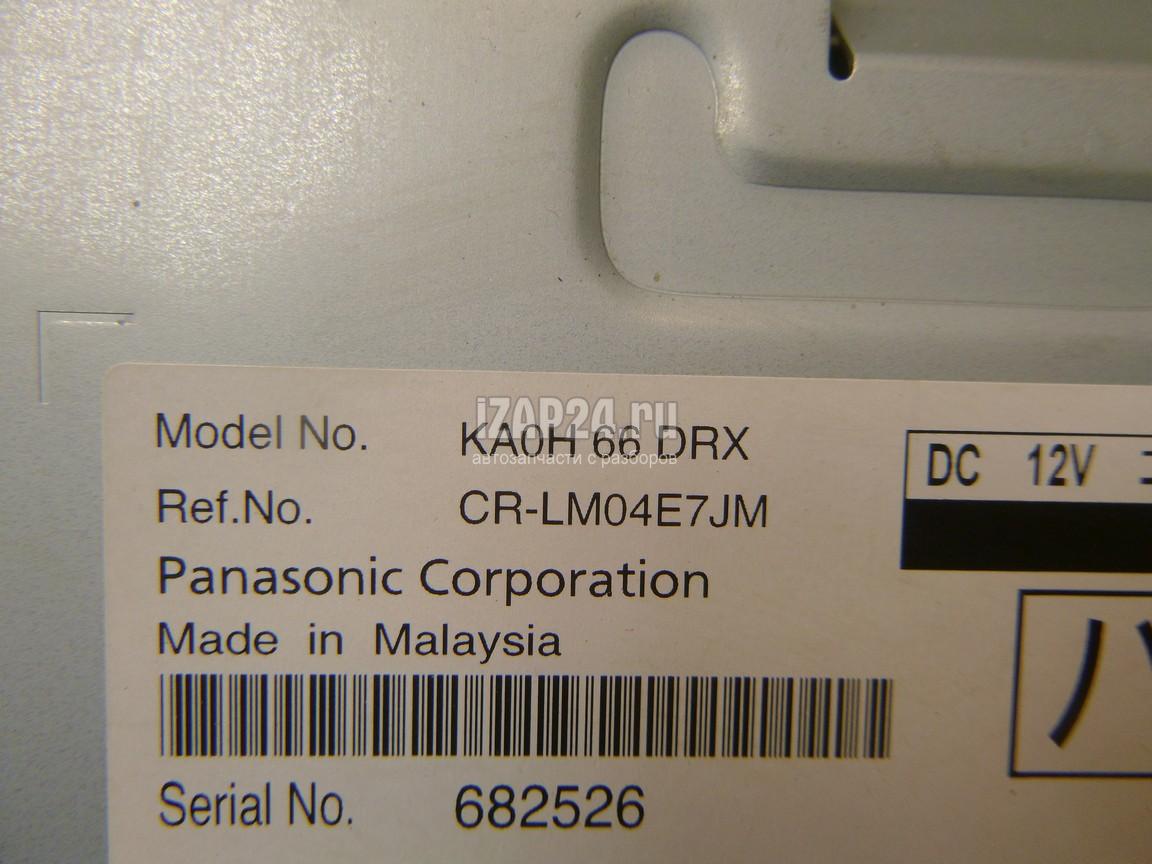 Model No. KA0H 66 DRX
iZAP24.ru
автозапчасти с разборов
Ref.No. CR-LM04E7JM
DC 12V
Panasonic Corporation
Made in Malaysia
Serial No. 682526